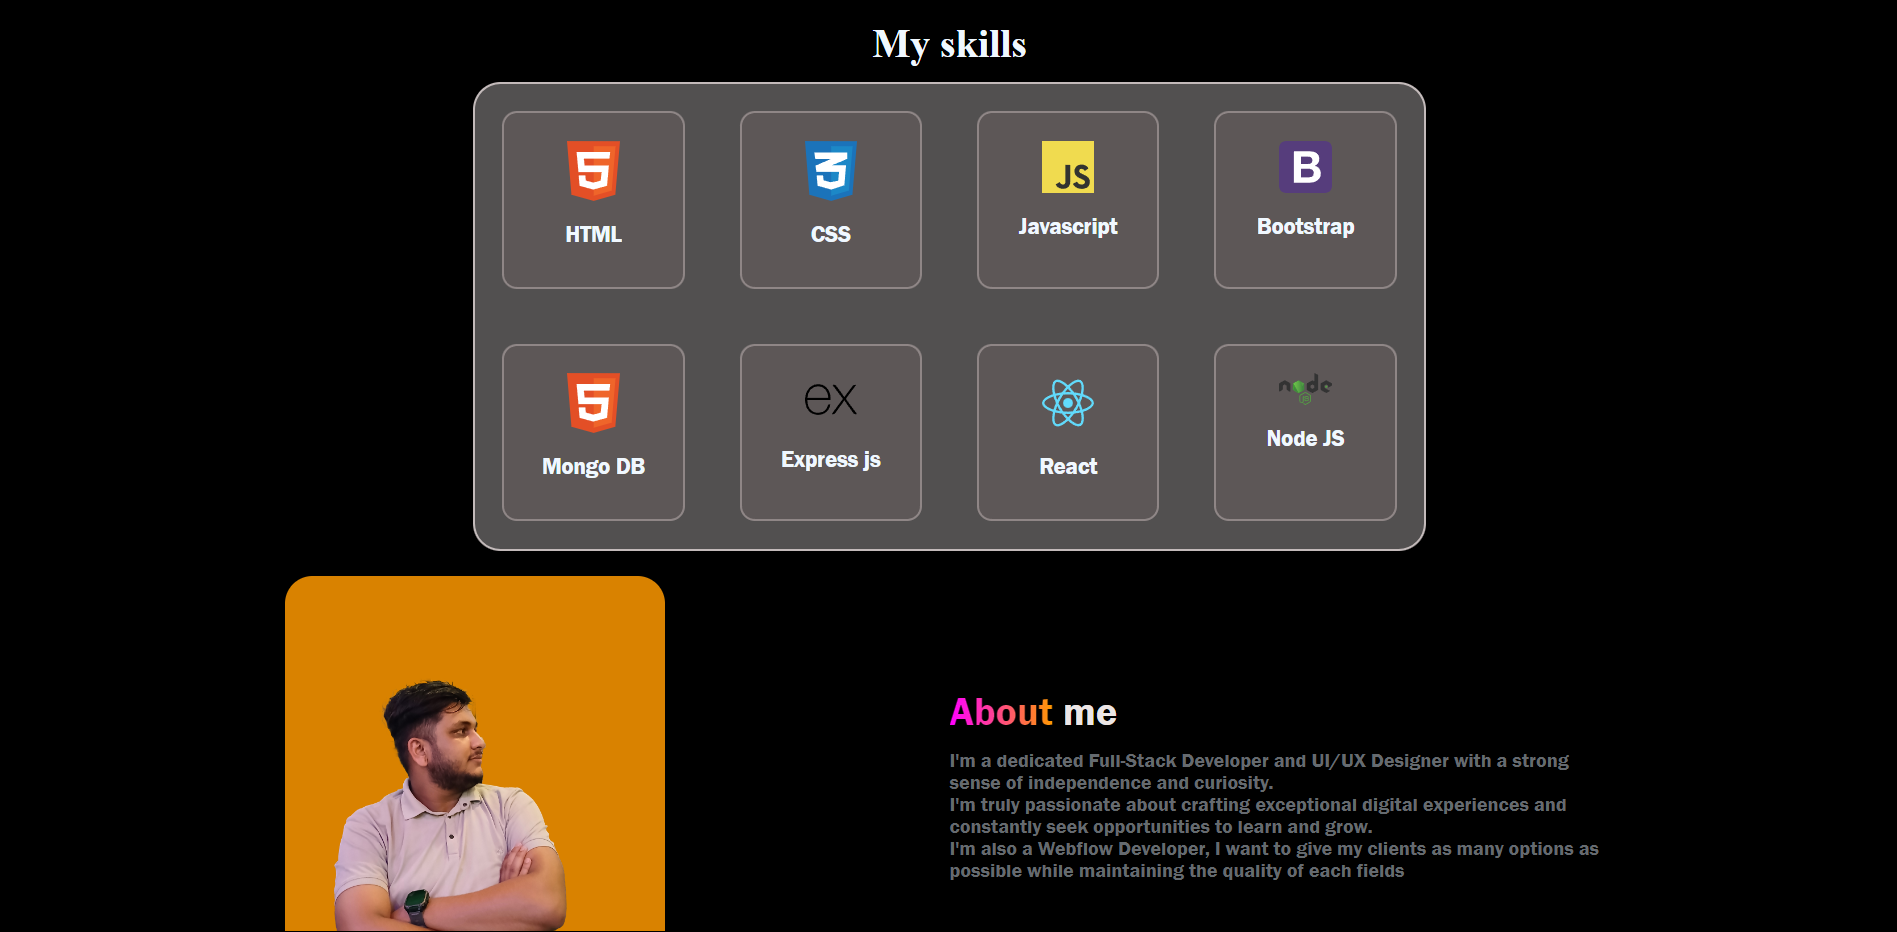 My skills
5 3 JS B
HTML CSS Javascript Bootstrap
5 ex node
JS
Mongo DB Express js React Node JS
About me
I'm a dedicated Full-Stack Developer and UI/UX Designer with a strong
sense of independence and curiosity.
I'm truly passionate about crafting exceptional digital experiences and
constantly seek opportunities to learn and grow.
I'm also a Webflow Developer, I want to give my clients as many options as
possible while maintaining the quality of each fields